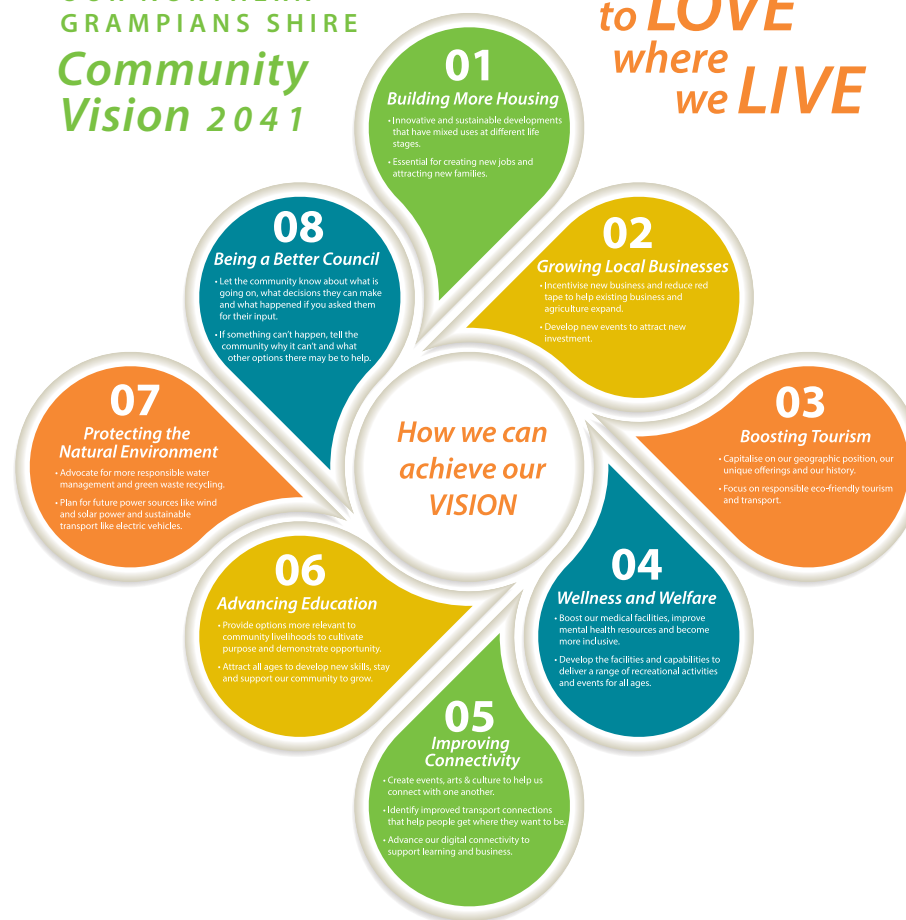 GRAMPIANS SHIRE
Community
Vision 2041
to LOVE
where
we LIVE
01
Building More Housing
• Innovative and sustainable developments
that have mixed uses at different life
stages.
• Essential for creating new jobs and
attracting new families.
02
Growing Local Businesses
• Incentivise new business and reduce red
tape to help existing business and
agriculture expand.
• Develop new events to attract new
investment.
03
Boosting Tourism
• Capitalise on our geographic position, our
unique offerings and our history.
• Focus on responsible eco-friendly tourism
and transport.
04
Wellness and Welfare
• Boost our medical facilities, improve
mental health resources and become
more inclusive.
• Develop the facilities and capabilities to
deliver a range of recreational activities
and events for all ages.
05
Improving
Connectivity
• Create events, arts & culture to help us
connect with one another.
• Identify improved transport connections
that help people get where they want to be.
• Advance our digital connectivity to
support learning and business.
06
Advancing Education
• Provide options more relevant to
community livelihoods to cultivate
purpose and demonstrate opportunity.
• Attract all ages to develop new skills, stay
and support our community to grow.
07
Protecting the
Natural Environment
• Advocate for more responsible water
management and green waste recycling.
• Plan for future power sources like wind
and solar power and sustainable
transport like electric vehicles.
08
Being a Better Council
• Let the community know about what is
going on, what decisions they can make
and what happened if you asked them
for their input.
• If something can't happen, tell the
community why it can't and what
other options there may be to help.
How we can
achieve our
VISION